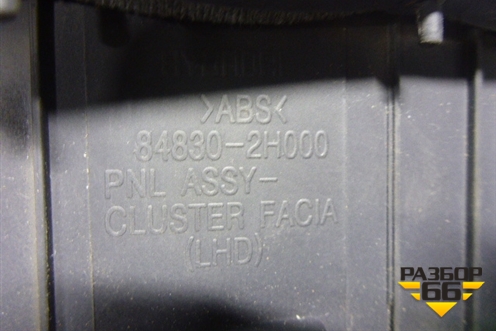 >ABS<
84830-2H000
PNL ASSY-
CLUSTER FACIA
(LHD)
РАЗБОР
66